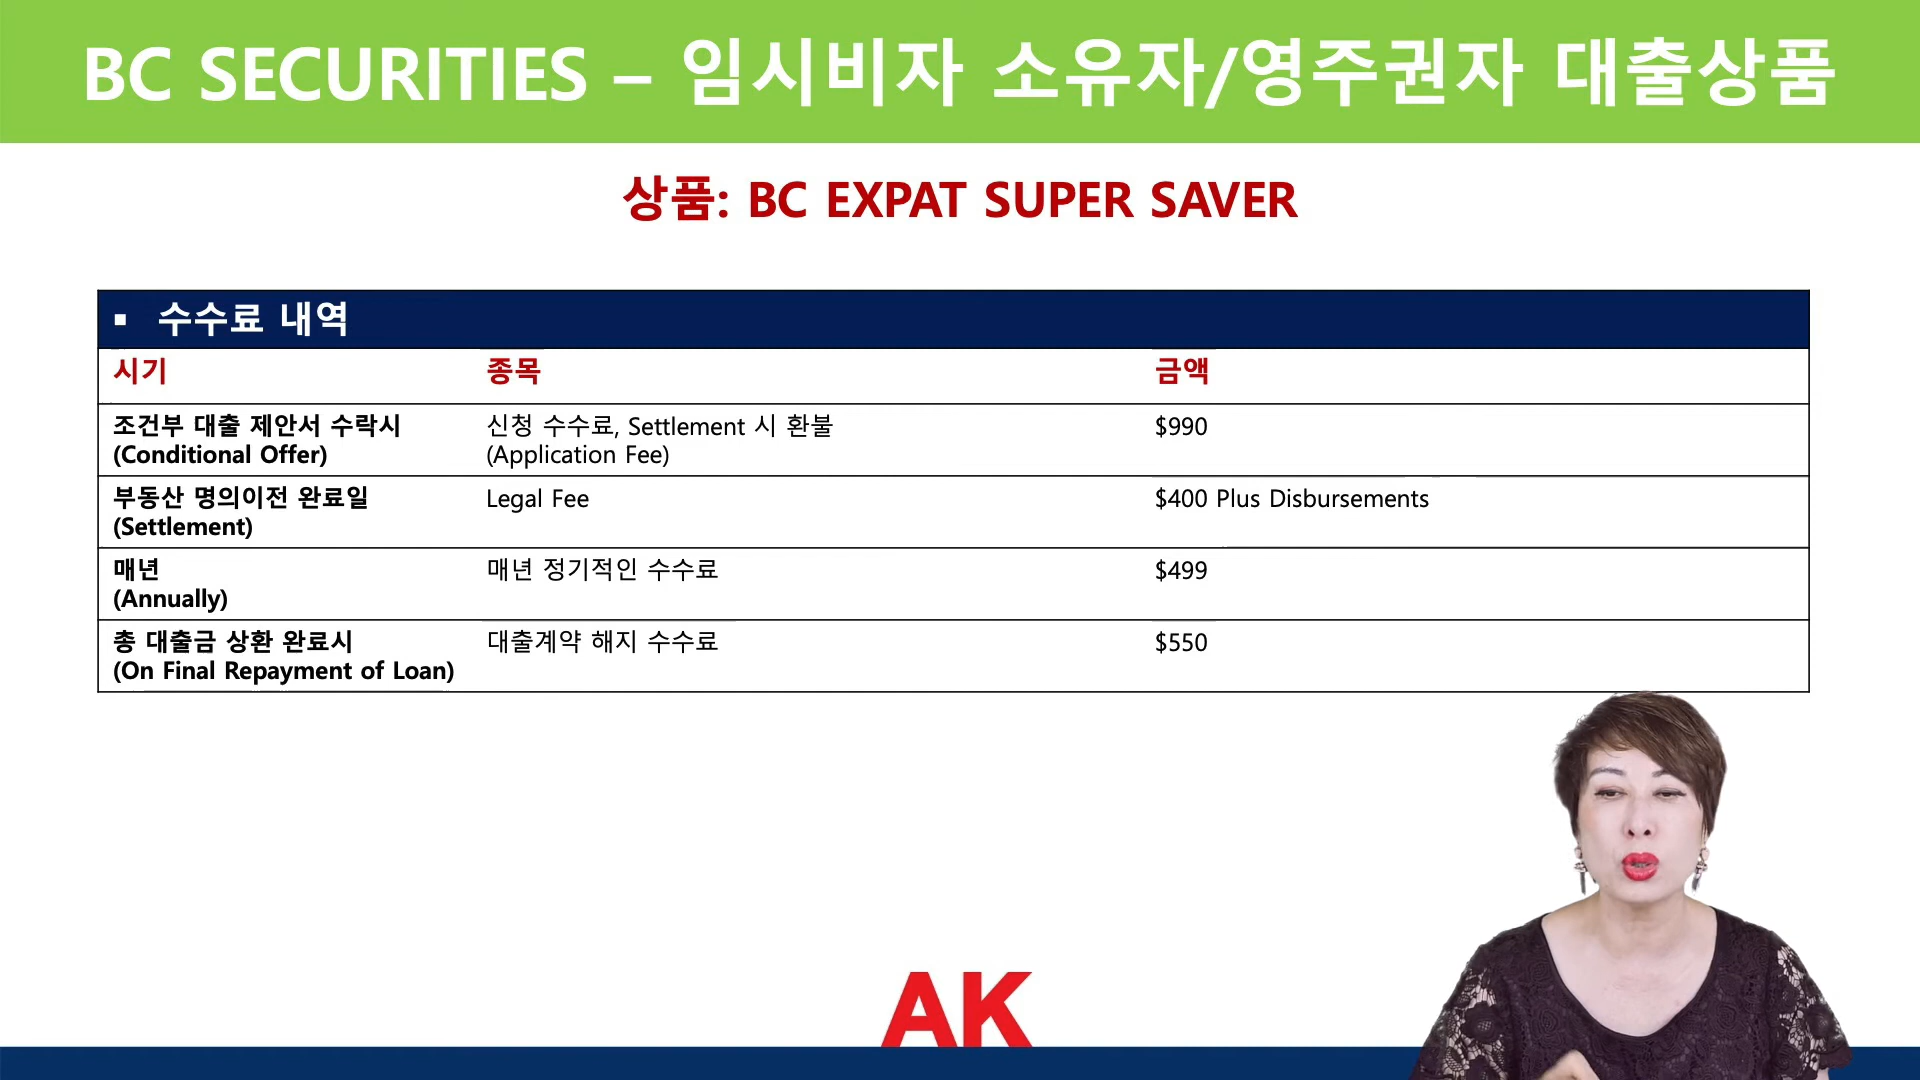 BC SECURITIES – 임시비자 소유자/영주권자 대출상품
상품: BC EXPAT SUPER SAVER
▪ 수수료 내역
시기 종목 금액
조건부 대출 제안서 수락시 신청 수수료, Settlement 시 환불 $990
(Conditional Offer) (Application Fee)
부동산 명의이전 완료일 Legal Fee $400 Plus Disbursements
(Settlement)
매년 매년 정기적인 수수료 $499
(Annually)
총 대출금 상환 완료시 대출계약 해지 수수료 $550
(On Final Repayment of Loan)
AK